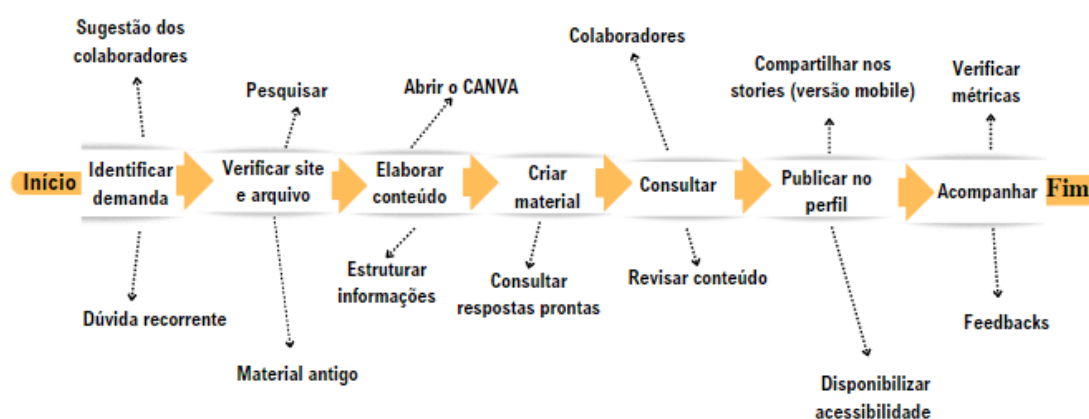 Sugestão dos
colaboradores
Pesquisar
Abrir o CANVA
Colaboradores
Compartilhar nos
stories (versão mobile)
Verificar
métricas
Início
Identificar
demanda
Verificar site
e arquivo
Elaborar
conteúdo
Criar
material
Consultar
Publicar no
perfil
Acompanhar
Fim
Dúvida recorrente
Material antigo
Estruturar
informações
Consultar
respostas prontas
Revisar conteúdo
Disponibilizar
acessibilidade
Feedbacks